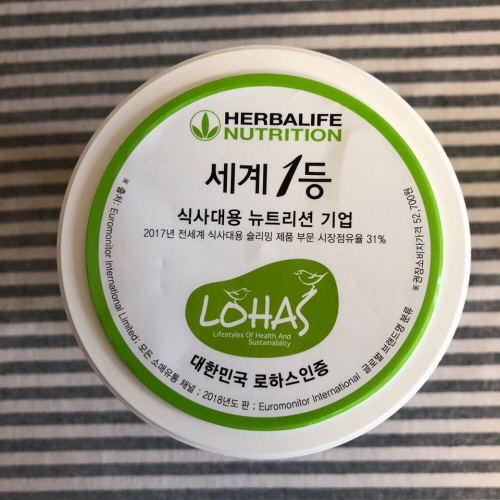 HERBALIFE
NUTRITION
세계 1등
식사대용 뉴트리션 기업
2017년 전세계 식사대용 슬리밍 제품 부문 시장점유율 31%
LOHAS
Lifestyles Of Health And
Sustainability
대한민국 로하스인증
※ 출처: Euromonitor International Limited; 모든 소매유통 채널 ; 2018년도 판 ; Euromonitor International 글로벌 브랜드명 분류
※ 권장소비자가격 52,700원